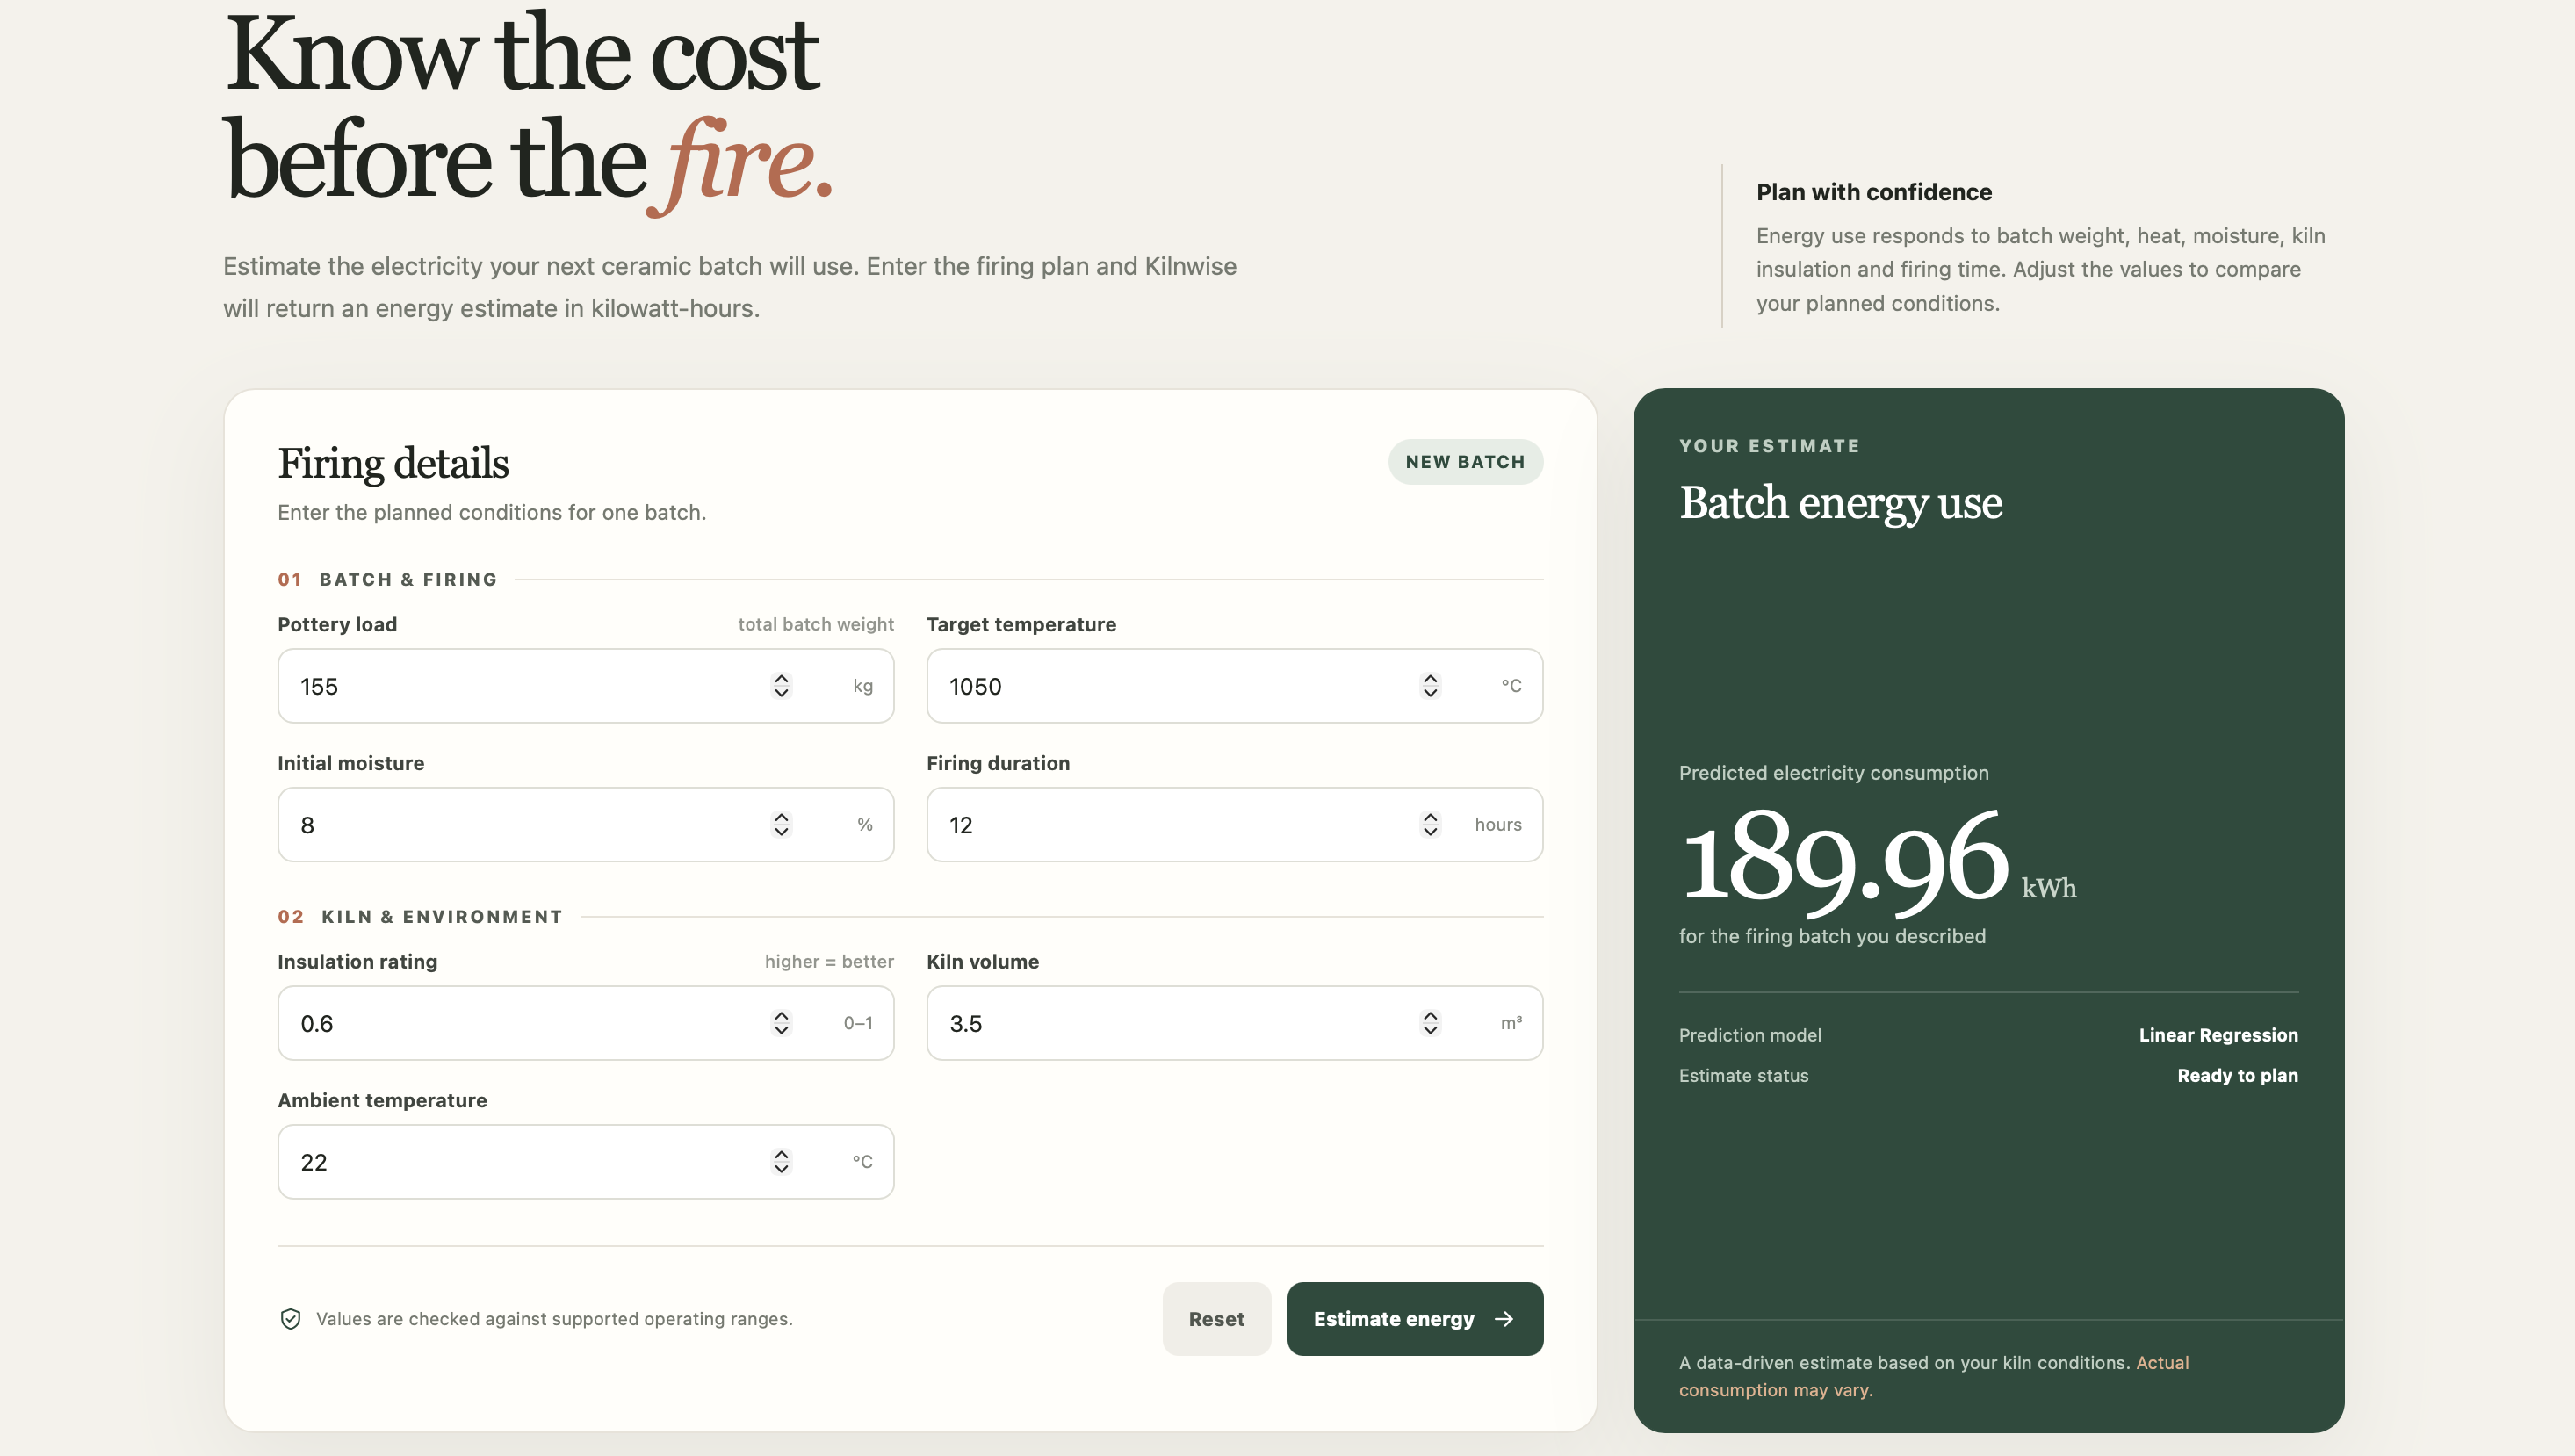 Know the cost
before the fire.
Estimate the electricity your next ceramic batch will use. Enter the firing plan and Kilnwise
will return an energy estimate in kilowatt-hours.
Plan with confidence
Energy use responds to batch weight, heat, moisture, kiln
insulation and firing time. Adjust the values to compare
your planned conditions.
Firing details
NEW BATCH
Enter the planned conditions for one batch.
01 BATCH & FIRING
Pottery load total batch weight
155 kg
Target temperature
1050 °C
Initial moisture
8 %
Firing duration
12 hours
02 KILN & ENVIRONMENT
Insulation rating higher = better
0.6 0–1
Kiln volume
3.5 m³
Ambient temperature
22 °C
Values are checked against supported operating ranges.
Reset
Estimate energy →
YOUR ESTIMATE
Batch energy use
Predicted electricity consumption
189.96 kWh
for the firing batch you described
Prediction model Linear Regression
Estimate status Ready to plan
A data-driven estimate based on your kiln conditions. Actual
consumption may vary.